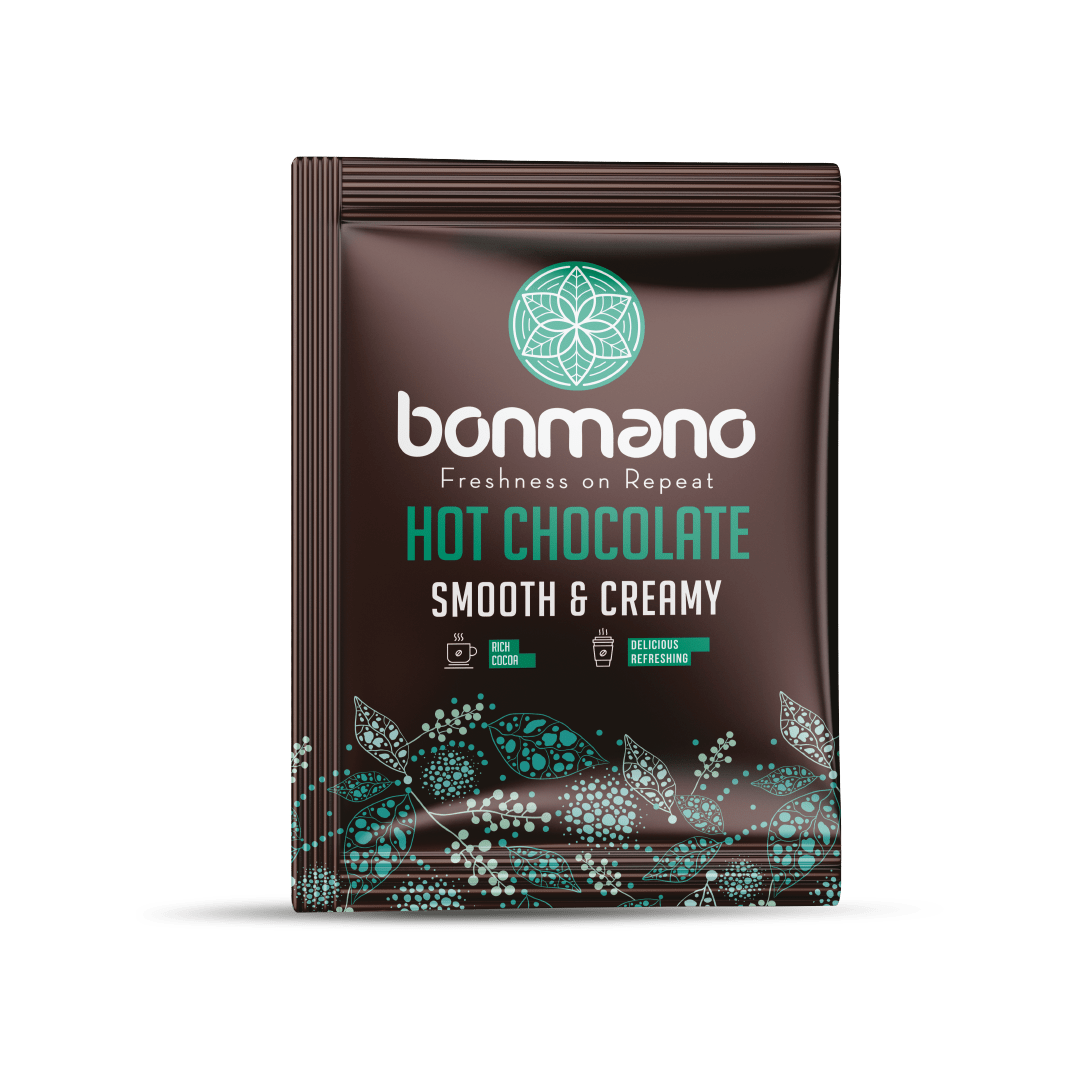 bonmano
Freshness on Repeat
HOT CHOCOLATE
SMOOTH & CREAMY
RICH
COCOA
DELICIOUS
REFRESHING